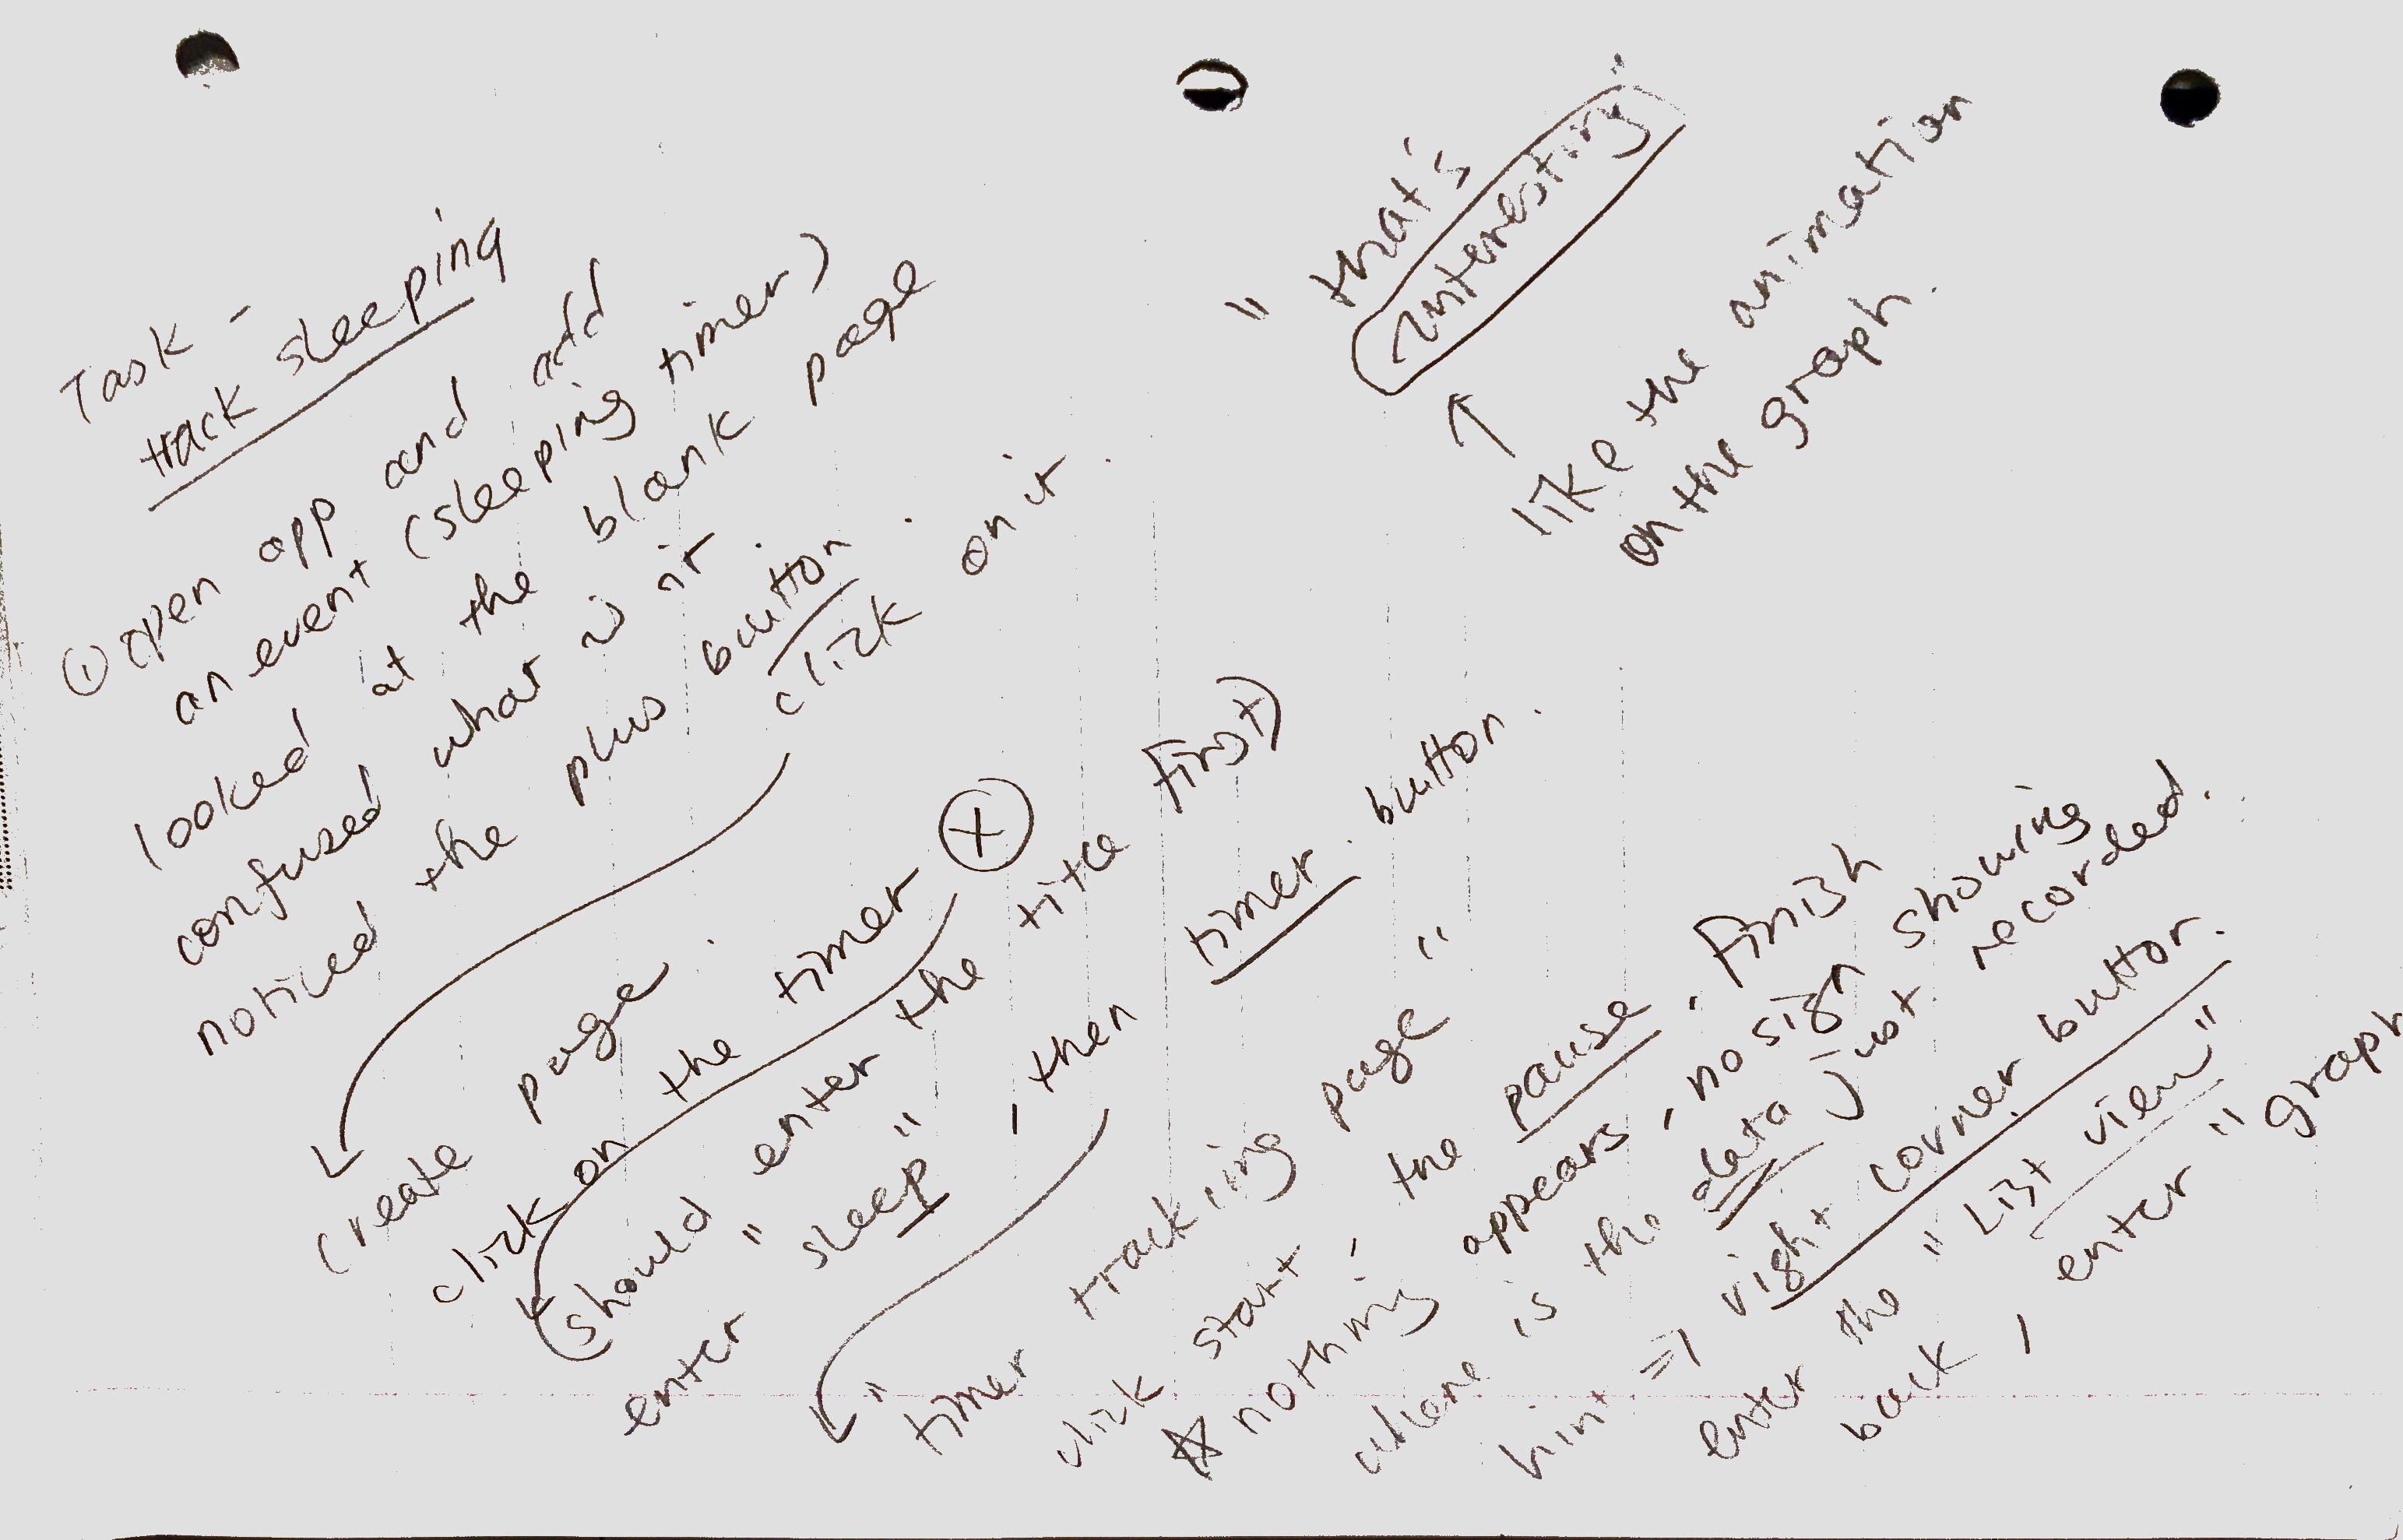 Task -
track sleeping
① open app and add
an event (sleeping timer)
looked at the blank page
confused what is it.
noticed the plus button.
click on it.
create page.
click on the timer Ⓧ
(should enter the title first)
enter "sleep" - then timer. button.
"timer tracking page"
click start, - the pause, finish
☆ nothing appears, no sign showing
where is the data just recorded.
hint => right corner button.
enter the "List view"
back, enter "graph
"that's
interesting"
↑
like the animation
on the graph.